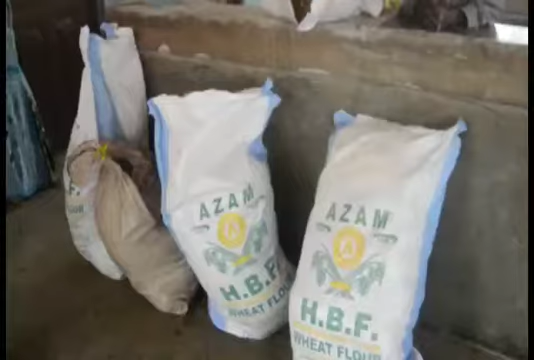 F.
AZAM
A
H.B.F.
WHEAT FLOUR
AZAM
A
H.B.F.
WHEAT FLOUR